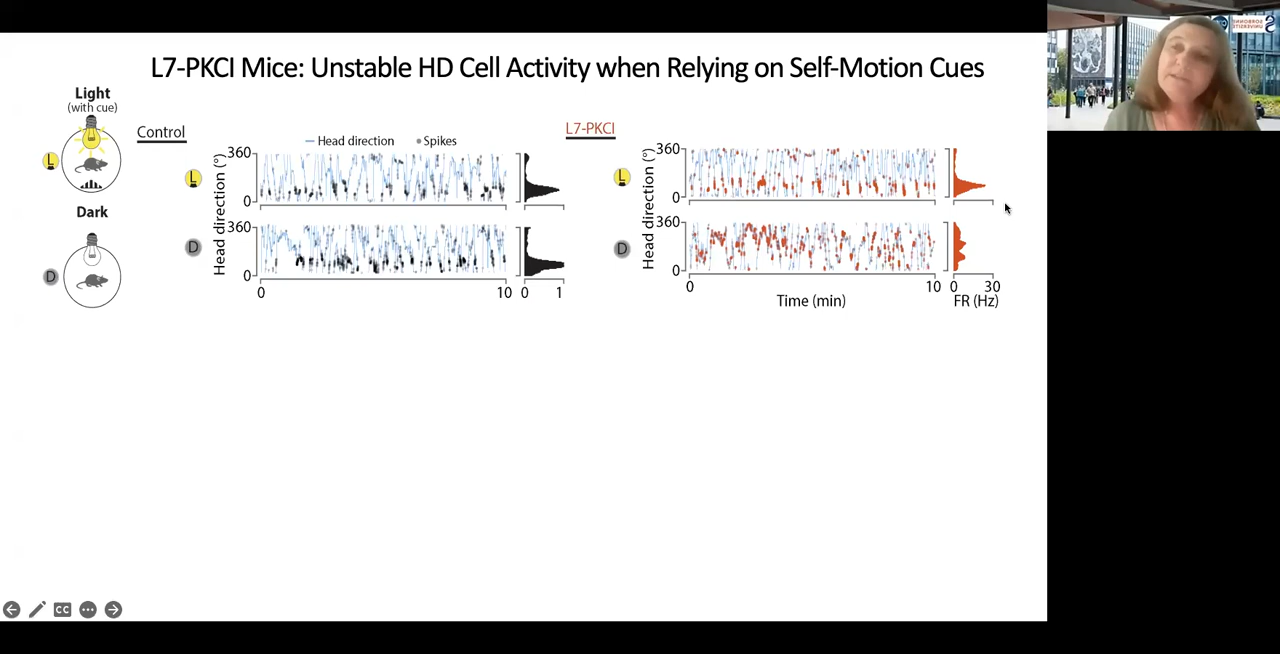 L7-PKCI Mice: Unstable HD Cell Activity when Relying on Self-Motion Cues
Light
(with cue)
L
Dark
D
Control
Head direction
Spikes
Head direction (°)
360
0
360
0
L
D
0
10
0
1
L7-PKCI
Head direction (°)
360
0
360
0
L
D
0
10
0
30
Time (min)
FR (Hz)
CC
SORBONNE
UNIVERSITÉ